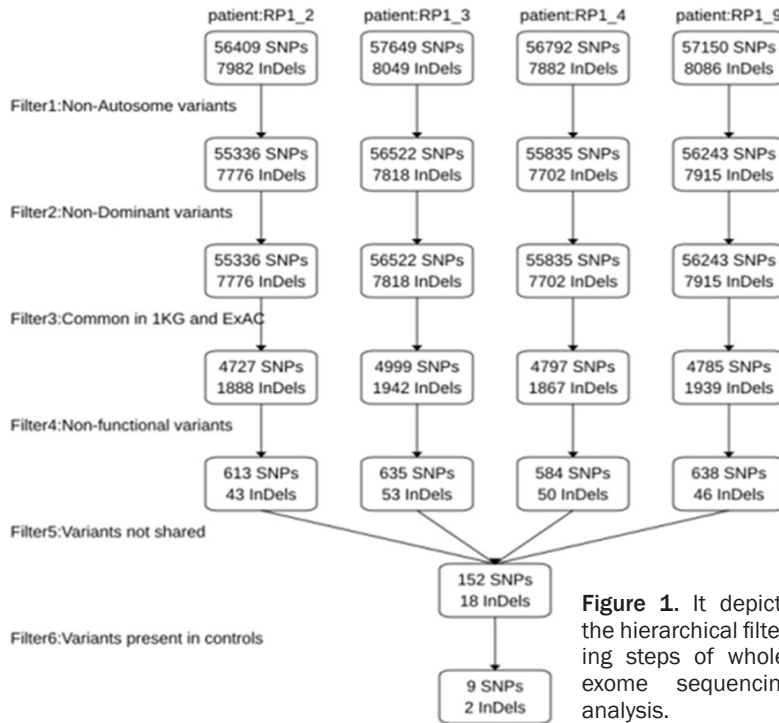 patient:RP1_2 patient:RP1_3 patient:RP1_4 patient:RP1_9
56409 SNPs 57649 SNPs 56792 SNPs 57150 SNPs
7982 InDels 8049 InDels 7882 InDels 8086 InDels
Filter1:Non-Autosome variants
55336 SNPs 56522 SNPs 55835 SNPs 56243 SNPs
7776 InDels 7818 InDels 7702 InDels 7915 InDels
Filter2:Non-Dominant variants
55336 SNPs 56522 SNPs 55835 SNPs 56243 SNPs
7776 InDels 7818 InDels 7702 InDels 7915 InDels
Filter3:Common in 1KG and ExAC
4727 SNPs 4999 SNPs 4797 SNPs 4785 SNPs
1888 InDels 1942 InDels 1867 InDels 1939 InDels
Filter4:Non-functional variants
613 SNPs 635 SNPs 584 SNPs 638 SNPs
43 InDels 53 InDels 50 InDels 46 InDels
Filter5:Variants not shared
152 SNPs
18 InDels
Filter6:Variants present in controls
9 SNPs
2 InDels
Figure 1. It depict
the hierarchical filter
ing steps of whole
exome sequencin
analysis.